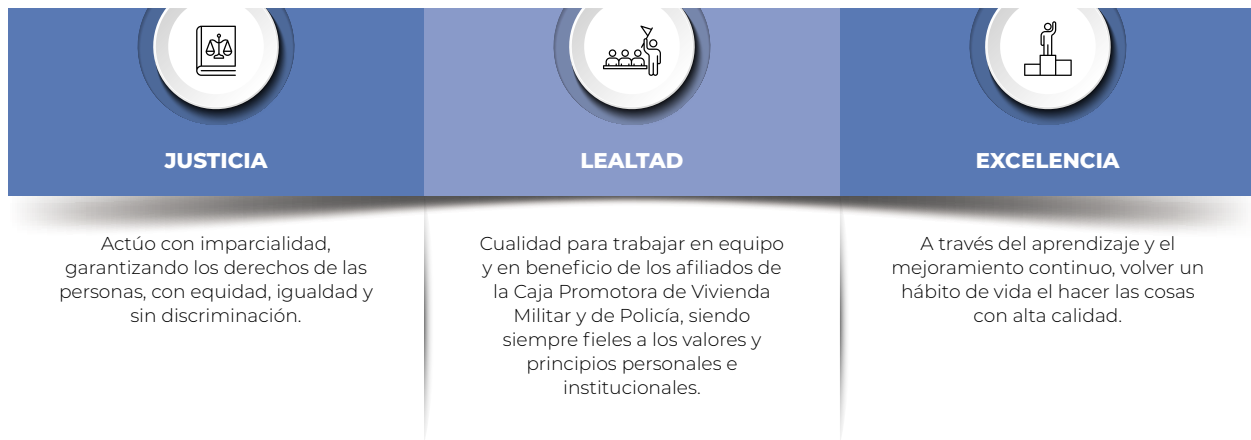 JUSTICIA
Actúo con imparcialidad,
garantizando los derechos de las
personas, con equidad, igualdad y
sin discriminación.
LEALTAD
Cualidad para trabajar en equipo
y en beneficio de los afiliados de
la Caja Promotora de Vivienda
Militar y de Policía, siendo
siempre fieles a los valores y
principios personales e
institucionales.
EXCELENCIA
A través del aprendizaje y el
mejoramiento continuo, volver un
hábito de vida el hacer las cosas
con alta calidad.